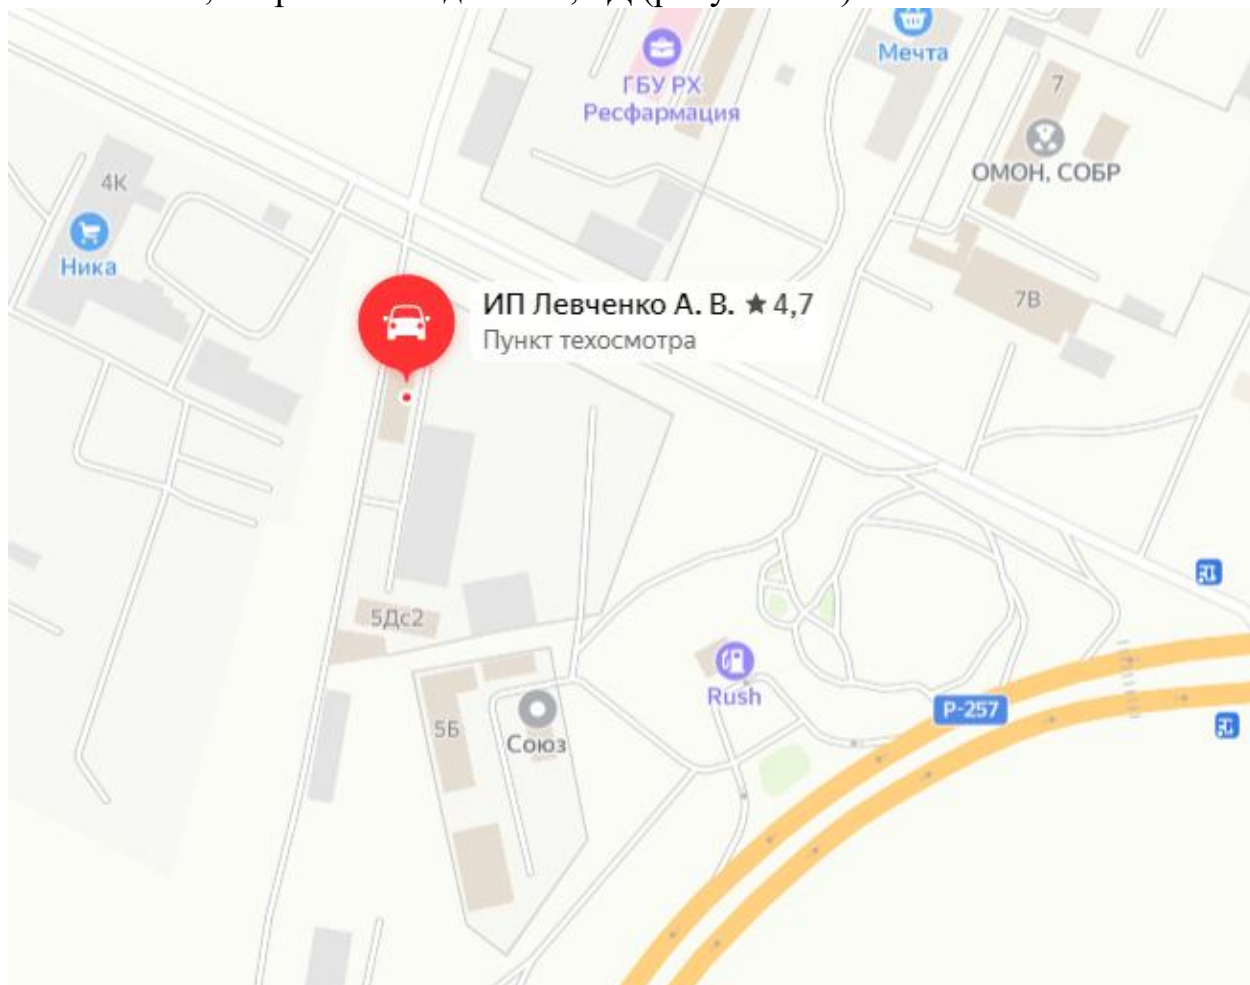 Мечта
ГБУ РХ
Ресфармация
7
ОМОН, СОБР
4К
Ника
7В
ИП Левченко А. В. ★ 4,7
Пункт техосмотра
5Дс2
Rush
Р-257
5Б
Союз